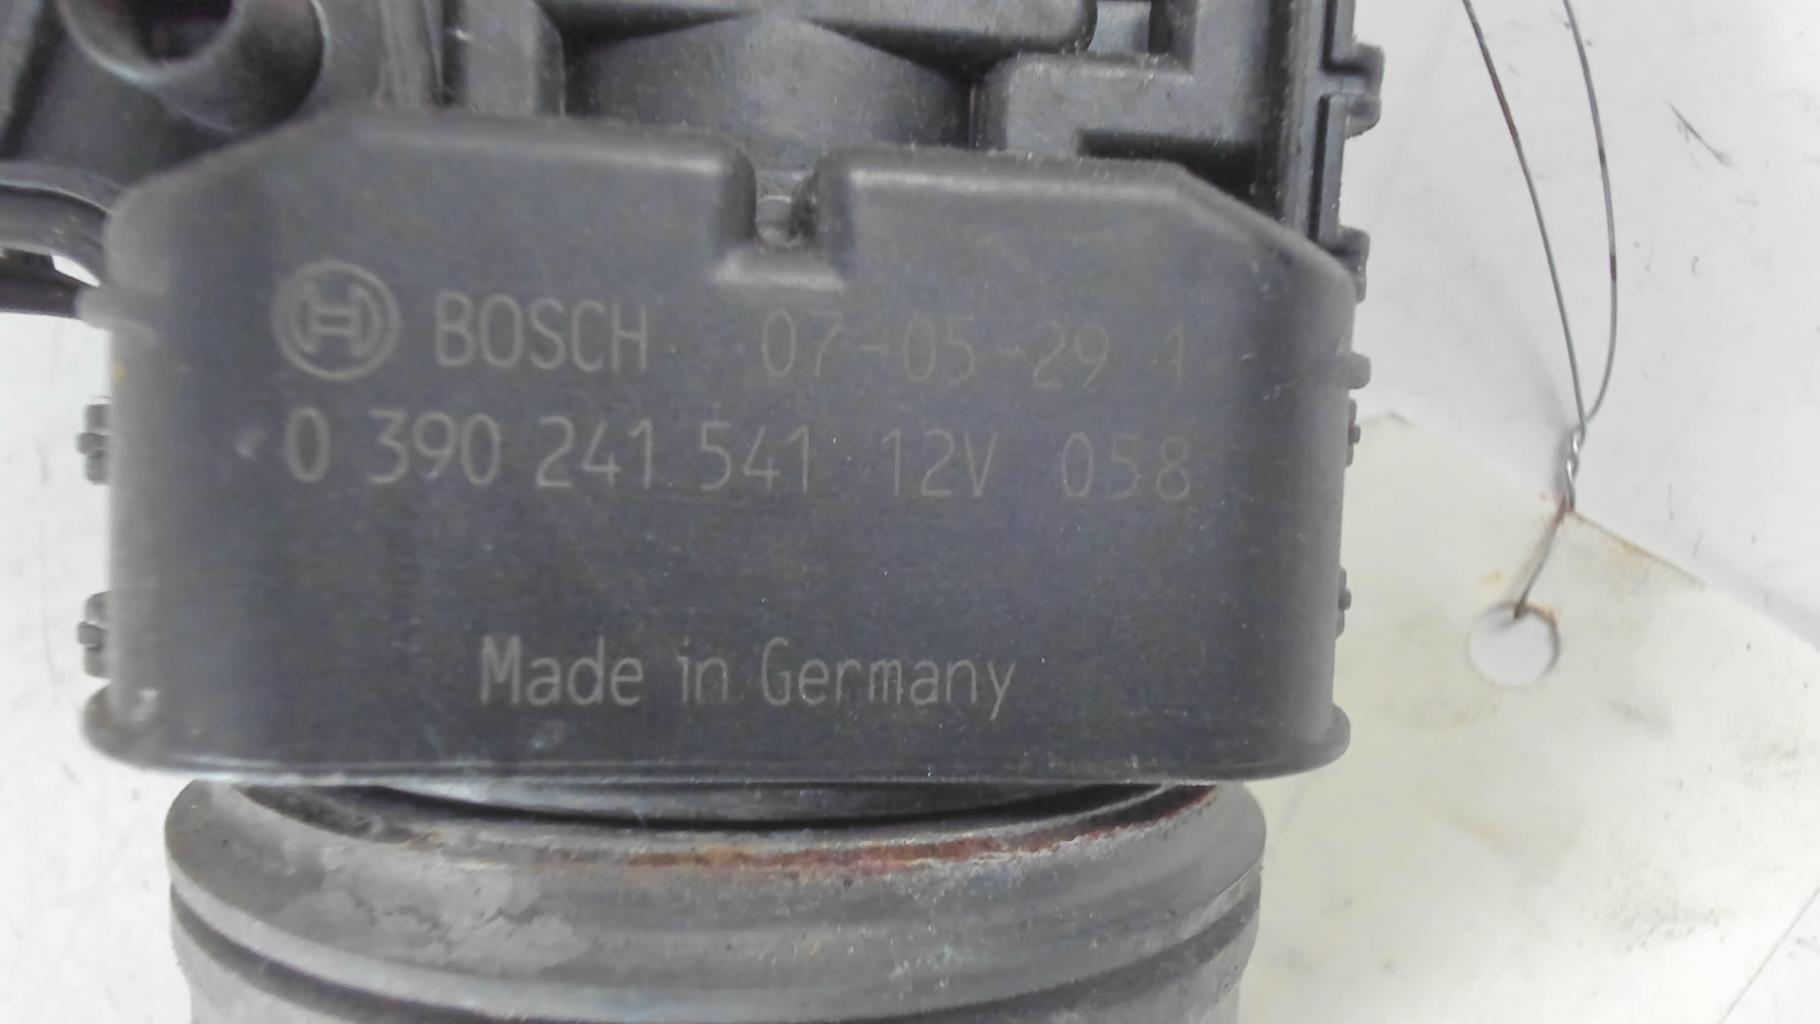 BOSCH 07-05-29 1
0 390 241 541 12V 058
Made in Germany